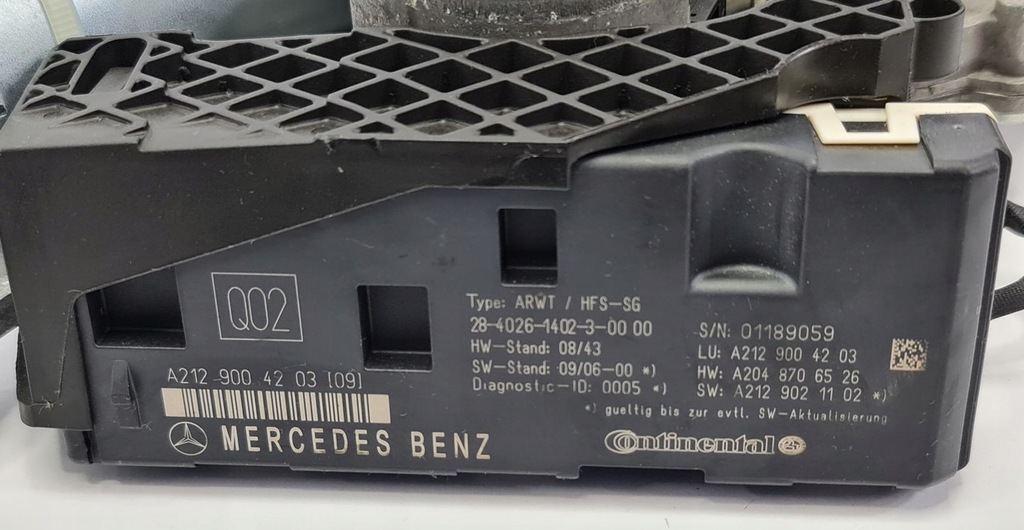 Q02
A212 900 42 03 [09]
MERCEDES BENZ
Type: ARWT / HFS-SG
28-4026-1402-3-00 00
HW-Stand: 08/43
SW-Stand: 09/06-00 *)
Diagnostic-ID: 0005 *)
S/N: 01189059
LU: A212 900 42 03
HW: A204 870 65 26
SW: A212 902 11 02 *)
*) gueltig bis zur evtl. SW-Aktualisierung
Continental